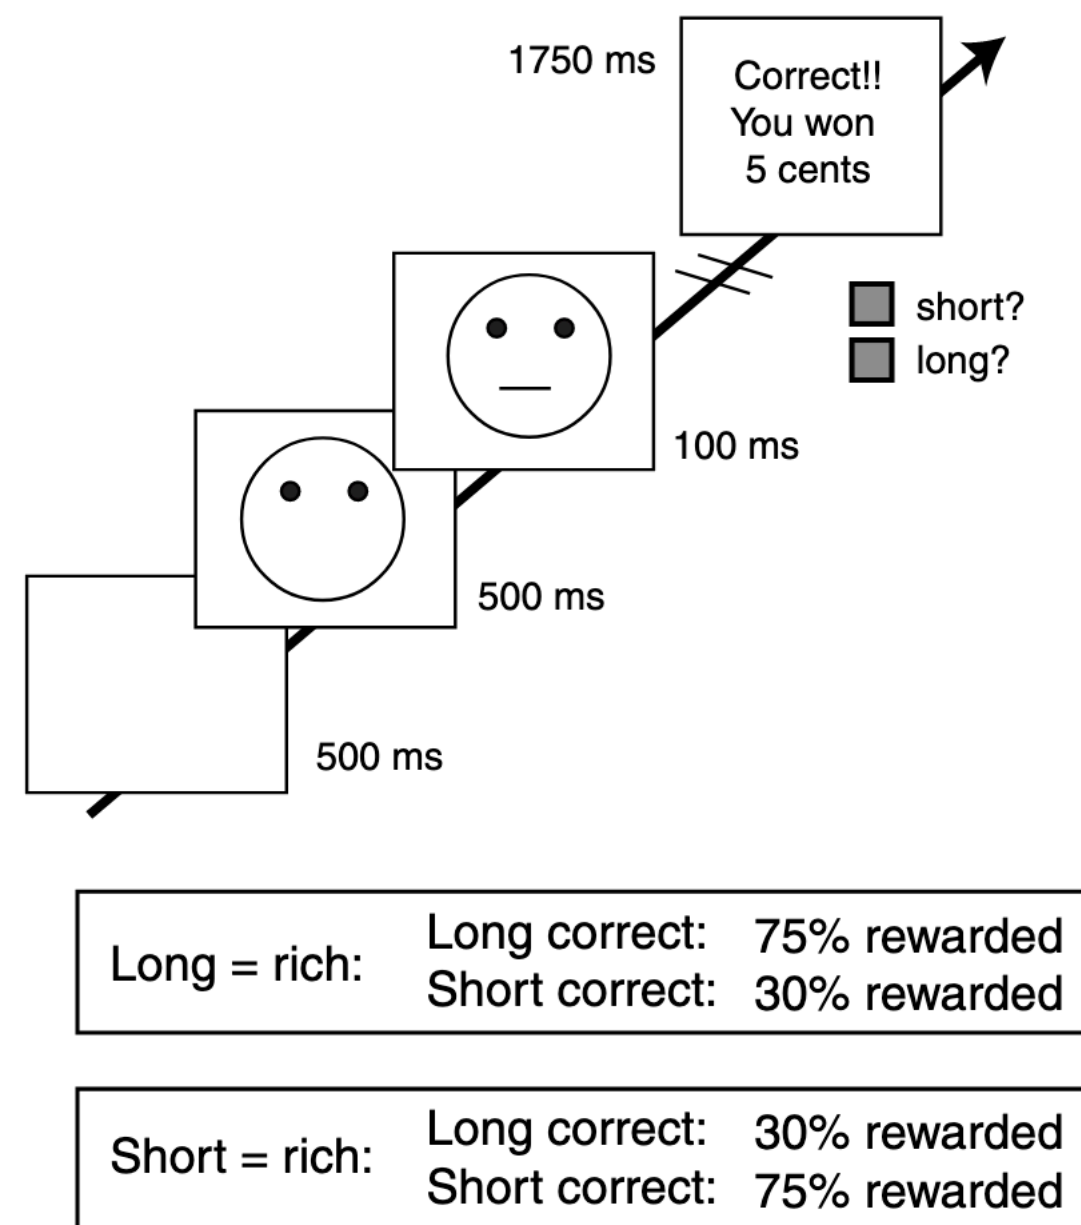 1750 ms
Correct!!
You won
5 cents
short?
long?
100 ms
500 ms
500 ms
Long = rich:
Long correct: 75% rewarded
Short correct: 30% rewarded
Short = rich:
Long correct: 30% rewarded
Short correct: 75% rewarded